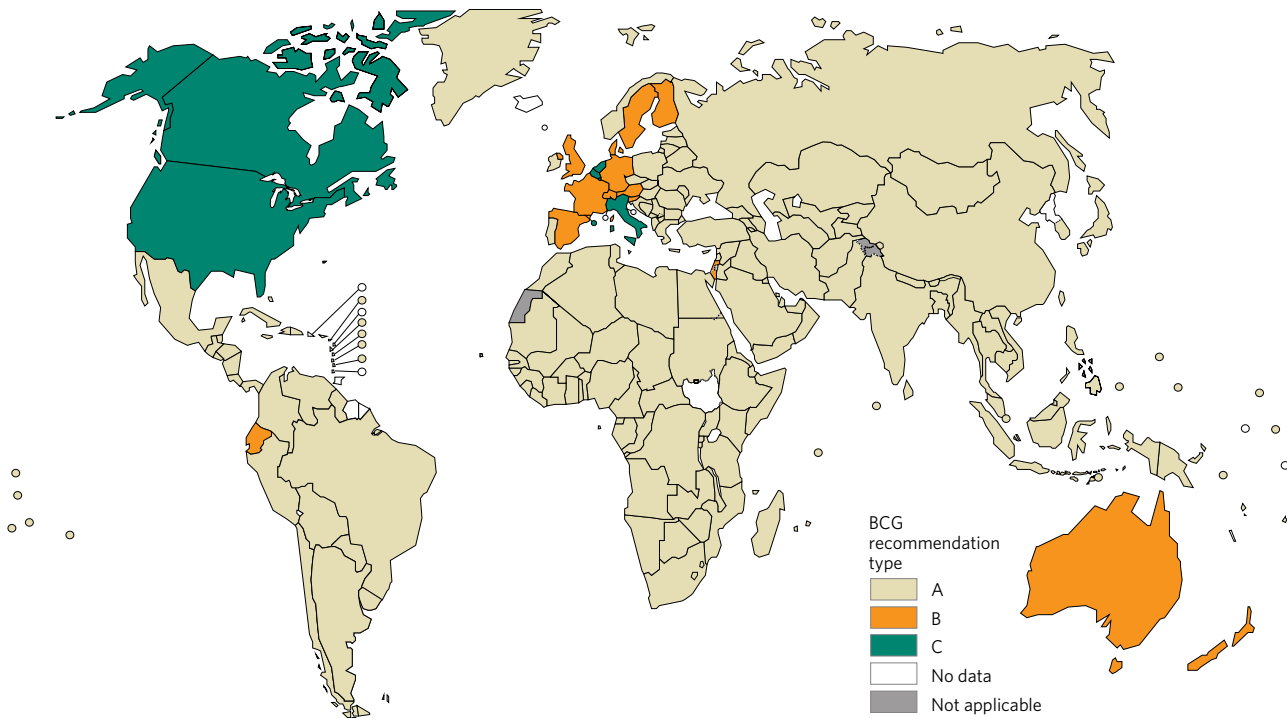 BCG
recommendation
type
A
B
C
No data
Not applicable